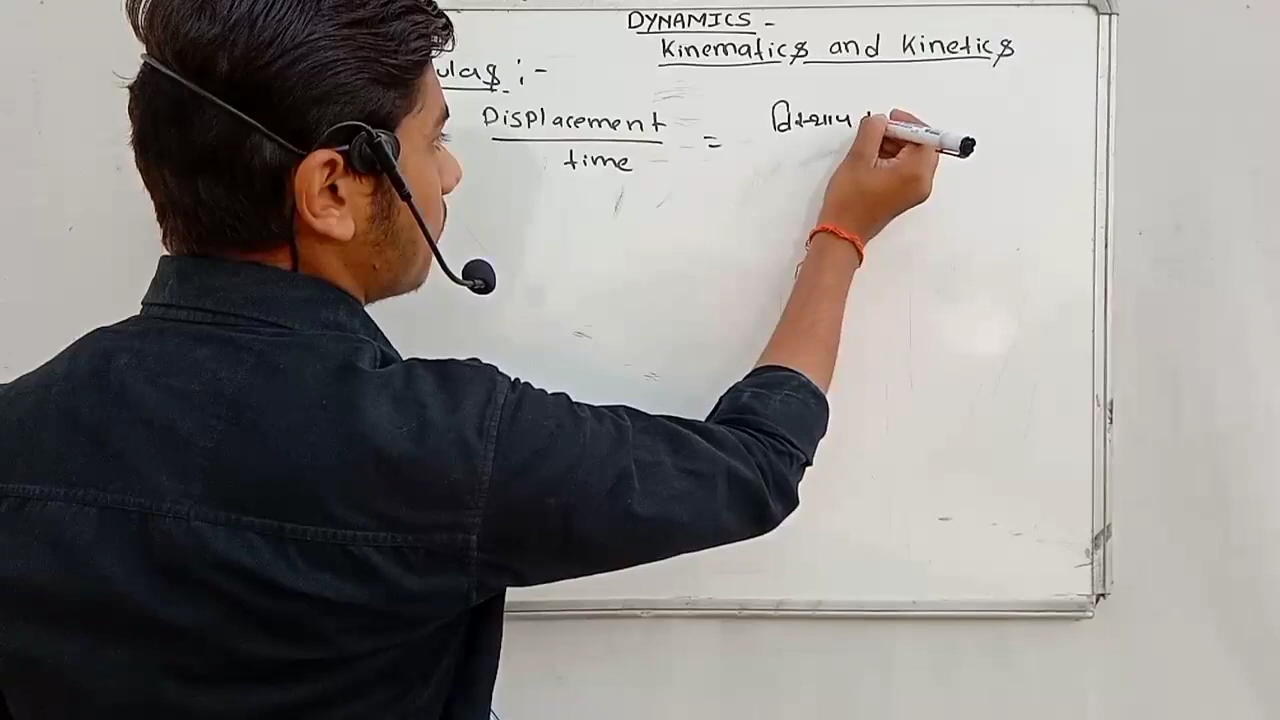 DYNAMICS -
Kinematics and Kinetics
ulas :-
Displacement =
time